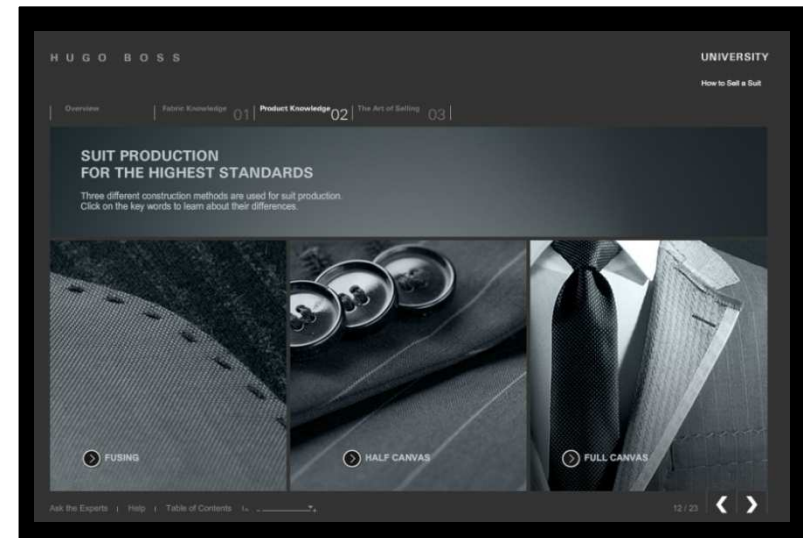 HUGO BOSS
UNIVERSITY
How to Sell a Suit
Overview
Fabric Knowledge 01
Product Knowledge 02
The Art of Selling 03
SUIT PRODUCTION
FOR THE HIGHEST STANDARDS
Three different construction methods are used for suit production.
Click on the key words to learn about their differences.
FUSING
HALF CANVAS
FULL CANVAS
Ask the Experts | Help | Table of Contents
12 / 23